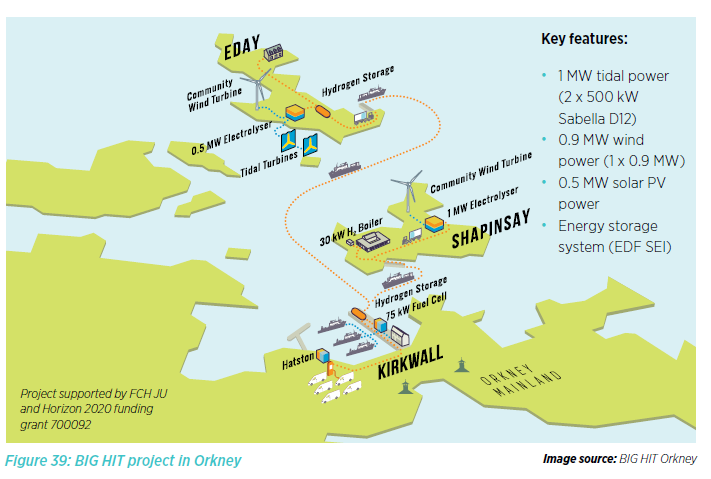 EDAY
Community
Wind Turbine
Hydrogen Storage
0.5 MW Electrolyser
Tidal Turbines
Community Wind Turbine
1 MW Electrolyser
30 kW H₂ Boiler
SHAPINSAY
Hydrogen Storage
75 kW Fuel Cell
Hatston
KIRKWALL
ORKNEY
MAINLAND
Key features:
• 1 MW tidal power
(2 x 500 kW
Sabella D12)
• 0.9 MW wind
power (1 x 0.9 MW)
• 0.5 MW solar PV
power
• Energy storage
system (EDF SEI)
Project supported by FCH JU
and Horizon 2020 funding
grant 700092
Figure 39: BIG HIT project in Orkney
Image source: BIG HIT Orkney